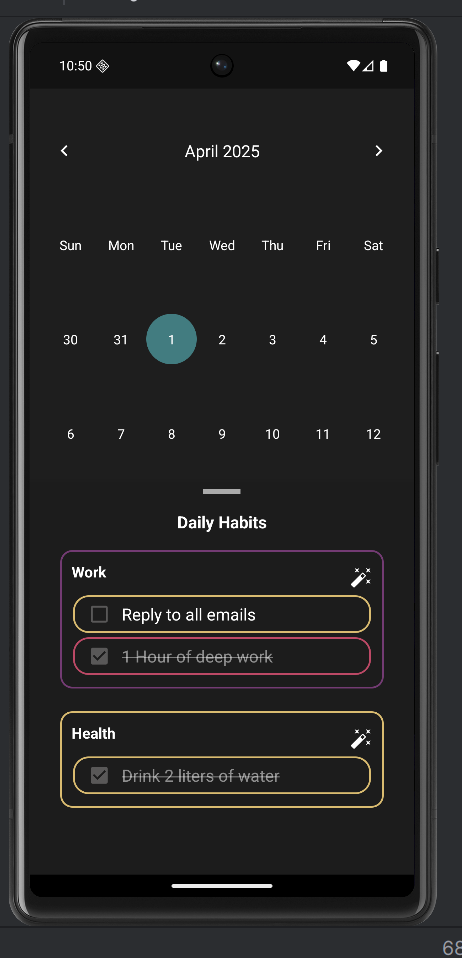 10:50
April 2025
Sun Mon Tue Wed Thu Fri Sat
30 31 1 2 3 4 5
6 7 8 9 10 11 12
Daily Habits
Work
Reply to all emails
1 Hour of deep work
Health
Drink 2 liters of water
68